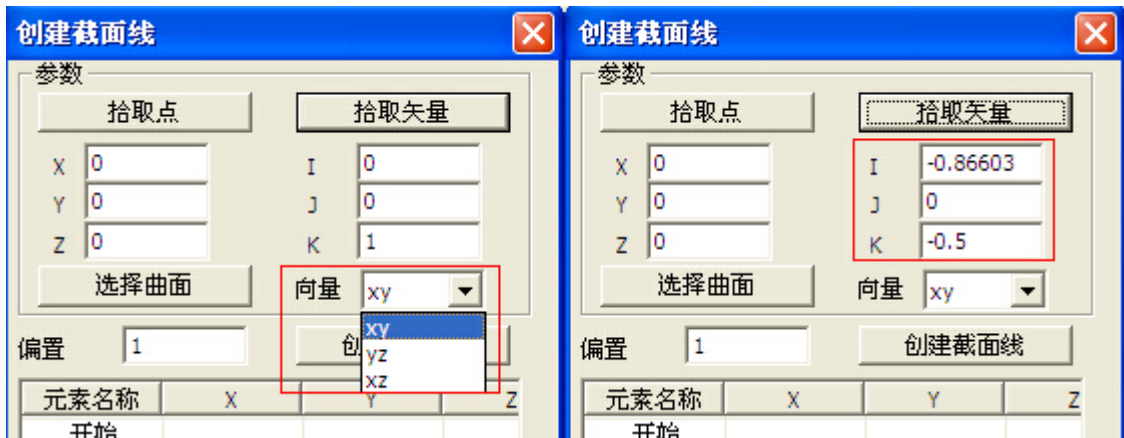 创建截面线
参数
拾取点 拾取矢量
X 0 I 0
Y 0 J 0
Z 0 K 1
选择曲面 向量 xy
xy
yz
xz
偏置 1 创
元素名称 X Y Z
开始
创建截面线
参数
拾取点 拾取矢量
X 0 I -0.86603
Y 0 J 0
Z 0 K -0.5
选择曲面 向量 xy
偏置 1 创建截面线
元素名称 X Y Z
开始